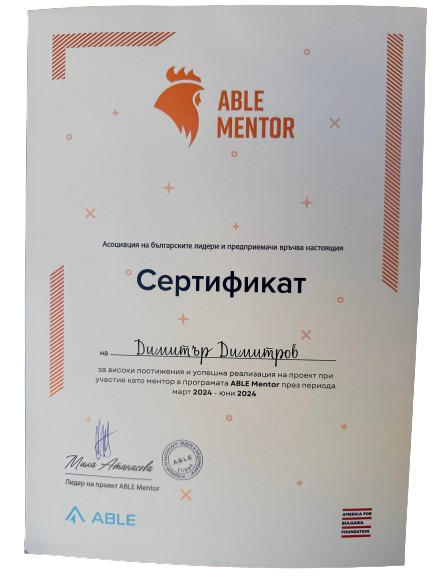 ABLE
MENTOR
Асоциация на българските лидери и предприемачи връчва настоящия
Сертификат
на Димитър Димитров
за високи постижения и успешна реализация на проект при
участие като ментор в програмата ABLE Mentor през периода
март 2024 - юни 2024
Мила Атанасова
Лидер на проект ABLE Mentor
ABLE
ABLE
AMERICA FOR
BULGARIA
FOUNDATION